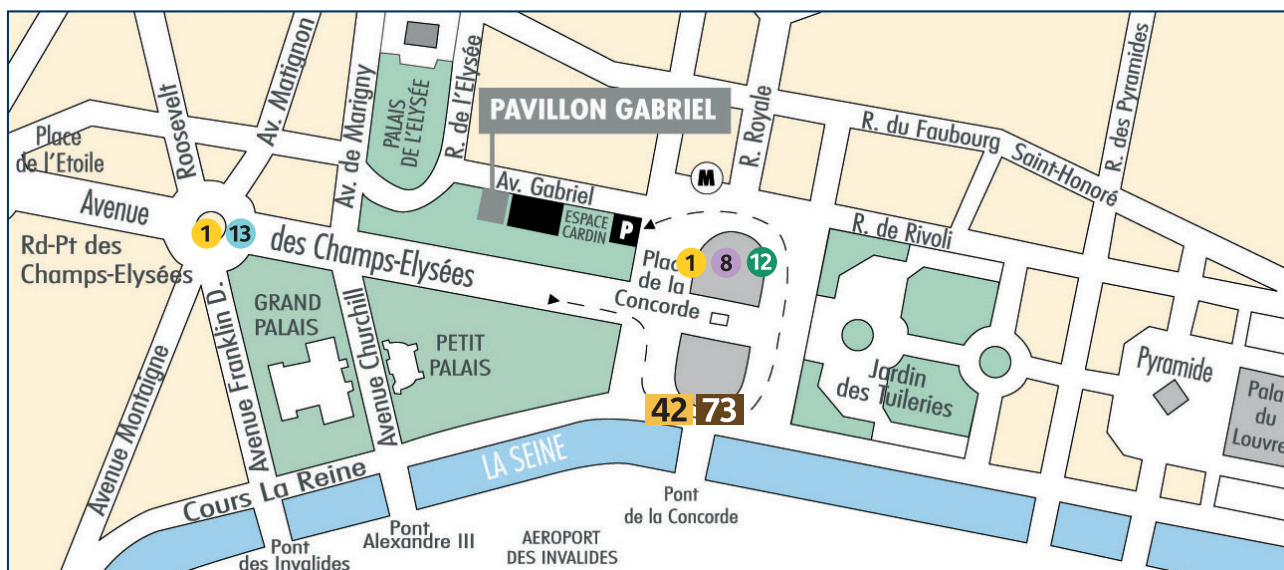 Place
de l'Etoile
Roosevelt
Av. Matignon
Av. de Marigny
PALAIS
DE L'ELYSÉE
R. de l'Elysée
PAVILLON GABRIEL
R. Royale
R. du Faubourg
Saint-Honoré
R. des Pyramides
M
Av. Gabriel
ESPACE
CARDIN
P
Avenue
des Champs-Elysées
1 13
Rd-Pt des
Champs-Elysées
R. de Rivoli
Place
de la
Concorde
1 8 12
GRAND
PALAIS
Avenue Franklin D.
Avenue Churchill
PETIT
PALAIS
Avenue Montaigne
Jardin
des Tuileries
Pyramide
Pala
du
Louvre
42 73
LA SEINE
Cours La Reine
Pont
des Invalides
Pont
Alexandre III
AEROPORT
DES INVALIDES
Pont
de la Concorde